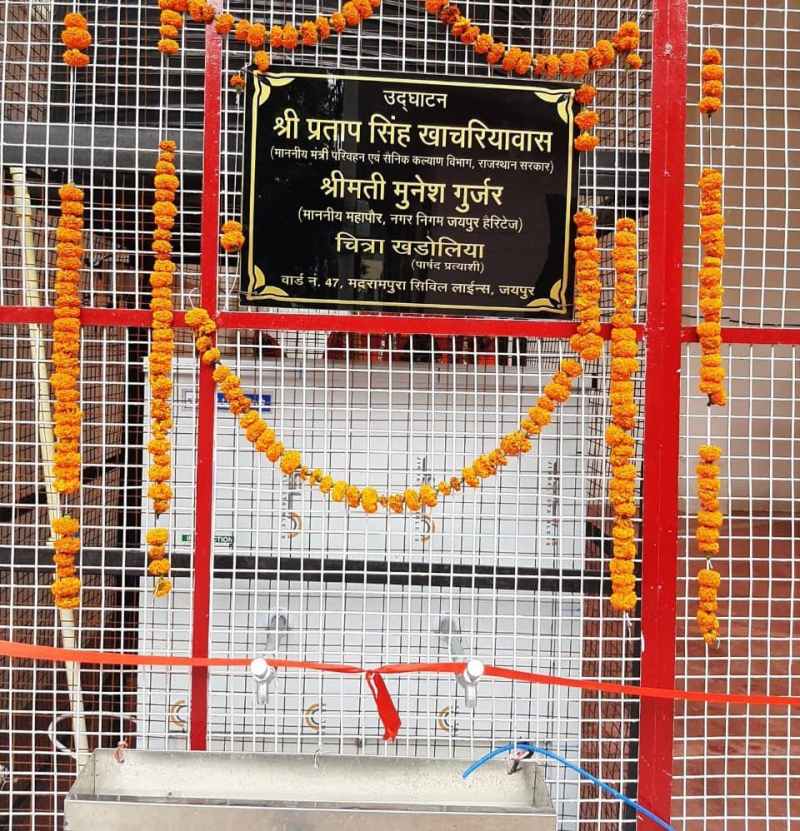 उद्घाटन
श्री प्रताप सिंह खाचरियावास
(माननीय मंत्री परिवहन एवं सैनिक कल्याण विभाग, राजस्थान सरकार)
श्रीमती मुनेश गुर्जर
(माननीय महापौर, नगर निगम जयपुर हैरिटेज)
चित्रा खडोलिया
(पार्षद प्रत्याशी)
वार्ड नं. 47, मदरामपुरा सिविल लाईन्स, जयपुर